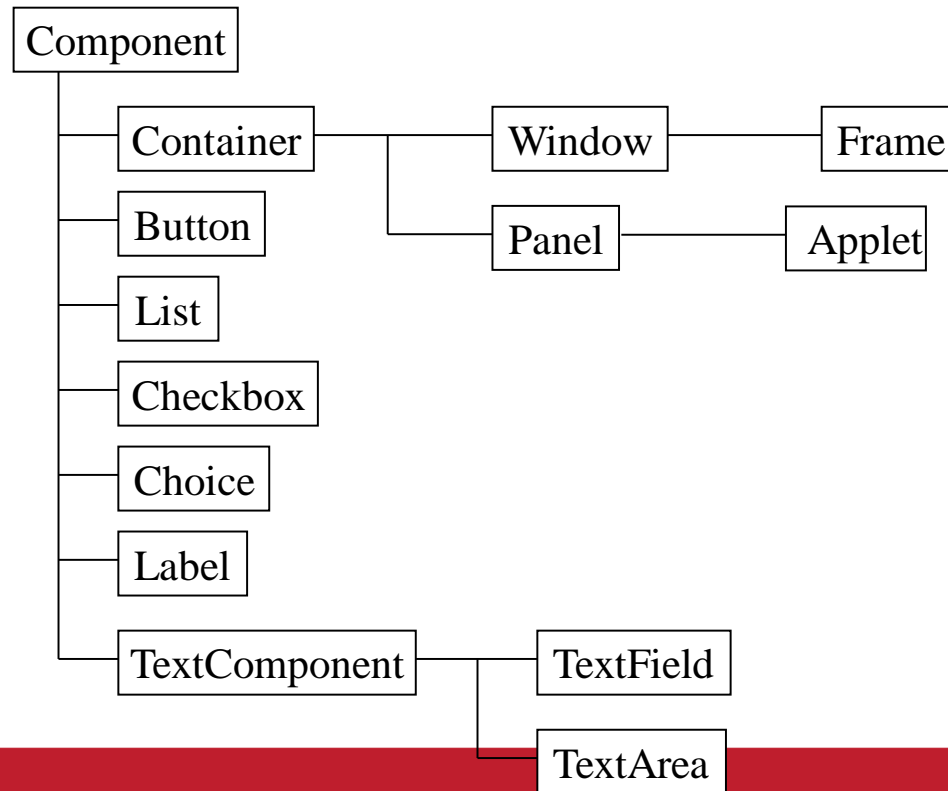 Component
Container Window Frame
Button Panel Applet
List
Checkbox
Choice
Label
TextComponent TextField
TextArea